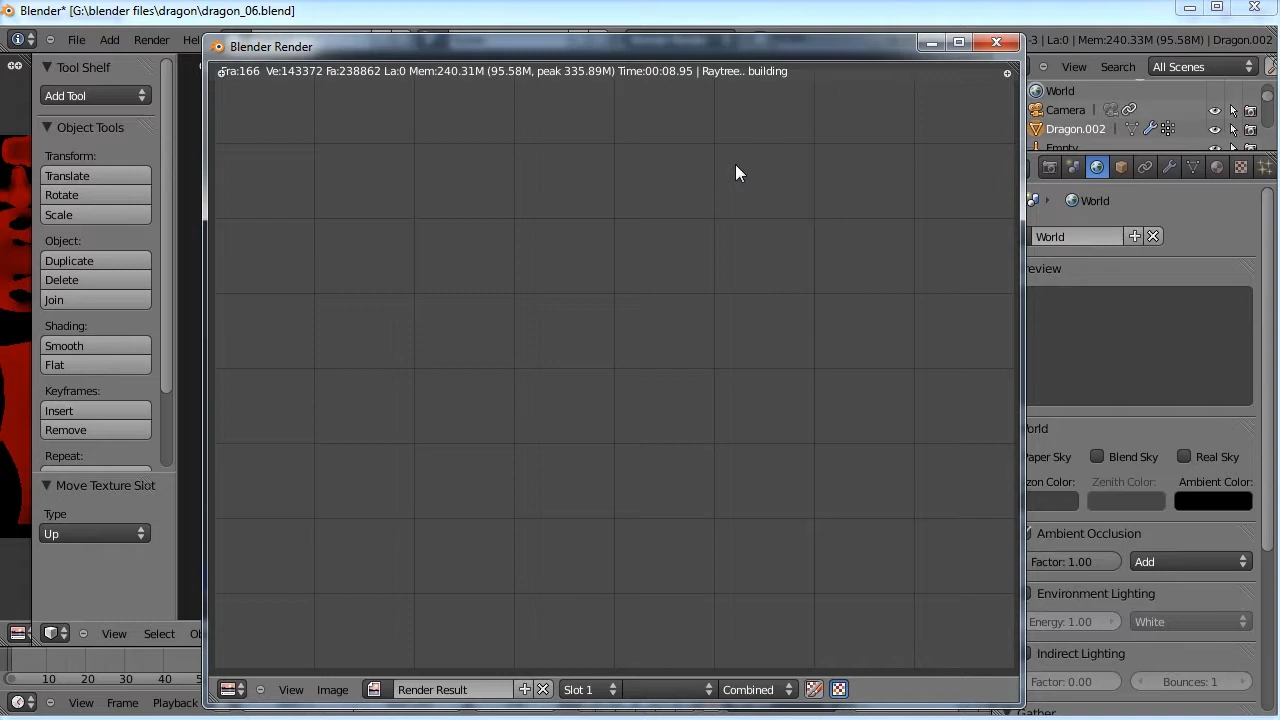 Blender* [G:\blender files\dragon\dragon_06.blend]
File Add Render
-3 | La:0 | Mem:240.33M (95.58M) | Dragon.002
Blender Render
Fra:166 Ve:143372 Fa:238862 La:0 Mem:240.31M (95.58M, peak 335.89M) Time:00:08.95 | Raytree.. building
Tool Shelf
Add Tool
Object Tools
Transform:
Translate
Rotate
Scale
Object:
Duplicate
Delete
Join
Shading:
Smooth
Flat
Keyframes:
Insert
Remove
Repeat:
Move Texture Slot
Type
Up
View Select
10 20 30 40 50
View Frame Playback
View Image Render Result Slot 1 Combined
View Search All Scenes
World
Camera
Dragon.002
Empty
World
World
review
orld
aper Sky Blend Sky Real Sky
zon Color: Zenith Color: Ambient Color:
Ambient Occlusion
Factor: 1.00 Add
Environment Lighting
Energy: 1.00 White
Indirect Lighting
Factor: 0.00 Bounces: 1
Gather